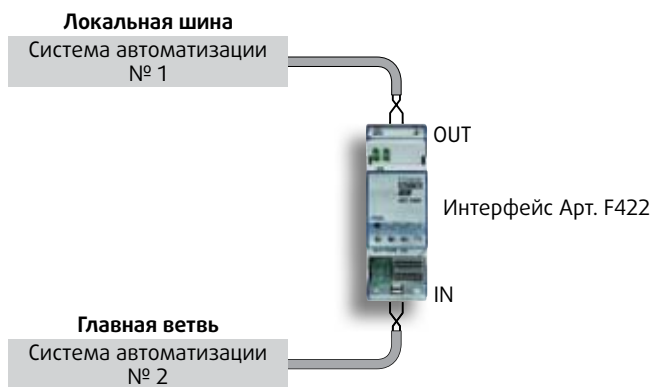 Локальная шина
Система автоматизации
№ 1
OUT
Интерфейс Арт. F422
IN
Главная ветвь
Система автоматизации
№ 2